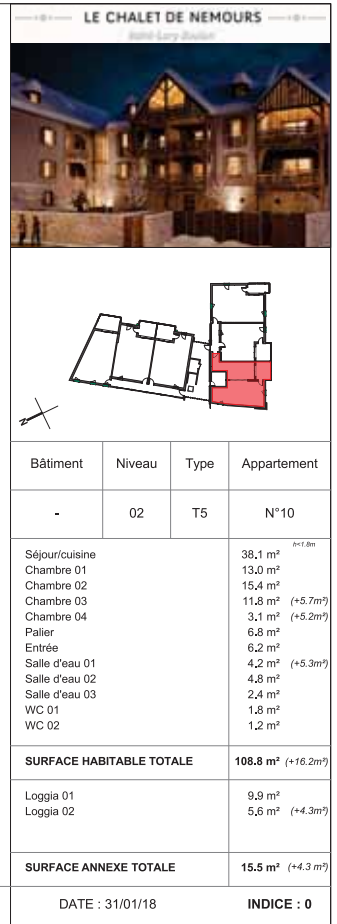 LE CHALET DE NEMOURS
Saint-Lary Soulan
Bâtiment Niveau Type Appartement
- 02 T5 N°10
h<1.8m
Séjour/cuisine 38.1 m²
Chambre 01 13.0 m²
Chambre 02 15.4 m²
Chambre 03 11.8 m² (+5.7m²)
Chambre 04 3.1 m² (+5.2m²)
Palier 6.8 m²
Entrée 6.2 m²
Salle d'eau 01 4.2 m² (+5.3m²)
Salle d'eau 02 4.8 m²
Salle d'eau 03 2.4 m²
WC 01 1.8 m²
WC 02 1.2 m²
SURFACE HABITABLE TOTALE 108.8 m² (+16.2m²)
Loggia 01 9.9 m²
Loggia 02 5.6 m² (+4.3m²)
SURFACE ANNEXE TOTALE 15.5 m² (+4.3 m²)
DATE : 31/01/18 INDICE : 0